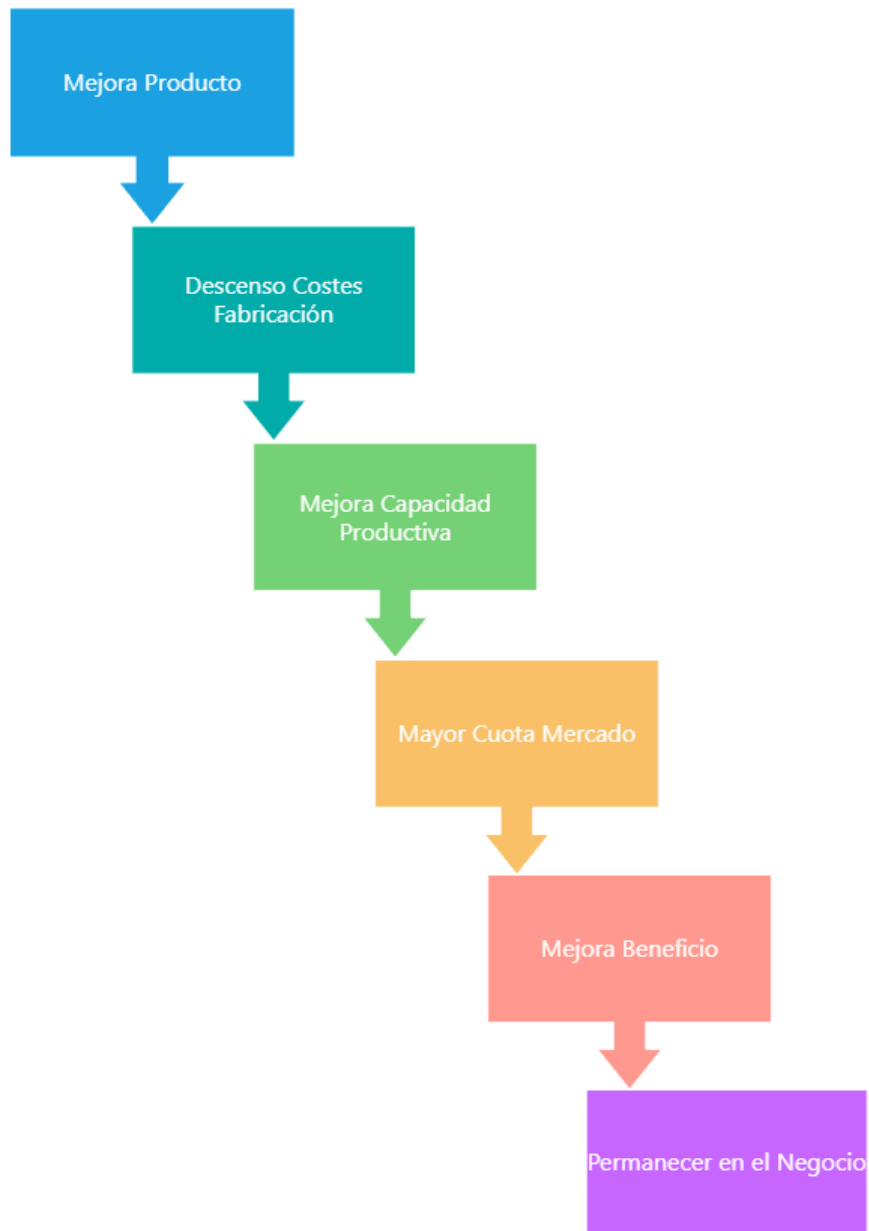 Mejora Producto
Descenso Costes
Fabricación
Mejora Capacidad
Productiva
Mayor Cuota Mercado
Mejora Beneficio
Permanecer en el Negocio